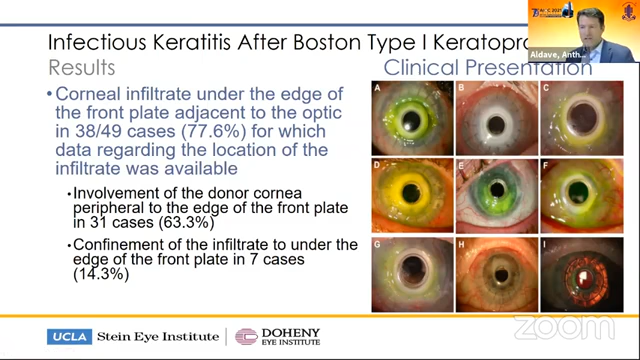 Infectious Keratitis After Boston Type I Keratopro
Aldave, Anth...
Results
Clinical Presentation
• Corneal infiltrate under the edge of
the front plate adjacent to the optic
in 38/49 cases (77.6%) for which
data regarding the location of the
infiltrate was available
• Involvement of the donor cornea
peripheral to the edge of the front plate
in 31 cases (63.3%)
• Confinement of the infiltrate to under the
edge of the front plate in 7 cases
(14.3%)
A
B
C
D
E
F
G
H
I
UCLA Stein Eye Institute
DOHENY
EYE INSTITUTE
zoom